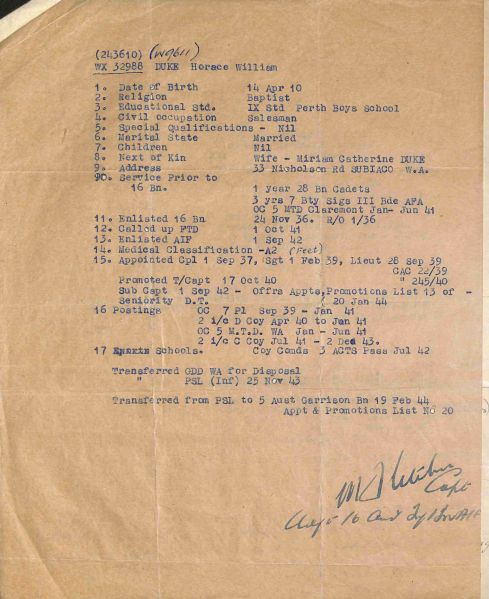 (243610) (W9611)
WX 32988 DUKE Horace William
1. Date of Birth 14 Apr 10
2. Religion Baptist
3. Educational Std. IX Std Perth Boys School
4. Civil occupation Salesman
5. Special Qualifications - Nil
6. Marital State Married
7. Children Nil
8. Next of Kin Wife - Miriam Catherine DUKE
9. Address 33 Nicholson Rd SUBIACO W.A.
90. Service Prior to
16 Bn. 1 year 28 Bn Cadets
3 yrs 7 Bty Sigs III Bde AFA
OC 5 MTD Claremont Jan- Jun 41
11. Enlisted 16 Bn 24 Nov 36. R/O 1/36
12. Called up FTD 1 Oct 41
13. Enlisted AIF 1 Sep 42
14. Medical Classification -A2 (Feet)
15. Appointed Cpl 1 Sep 37, Sgt 1 Feb 39, Lieut 28 Sep 39
CAC 22/39
Promoted T/Capt 17 Oct 40 " 245/40
Sub Capt 1 Sep 42 - Offrs Appts, Promotions List 13 of -
Seniority D.T. 20 Jan 44
16 Postings OC 7 Pl Sep 39 - Jan 41
2 i/c D Coy Apr 40 to Jan 41
OC 5 M.T.D. WA Jan - Jun 41
2 i/c C Coy Jul 41 - 2 Ded 43.
17 Schools. Coy Comds 3 ACTS Pass Jul 42
Transferred GDD WA for Disposal
" PSL (Inf) 25 Nov 43
Transferred from PSL to 5 Aust Garrison Bn 19 Feb 44
Appt & Promotions List No 20
Capt
16 Aust Inf Bn AIF